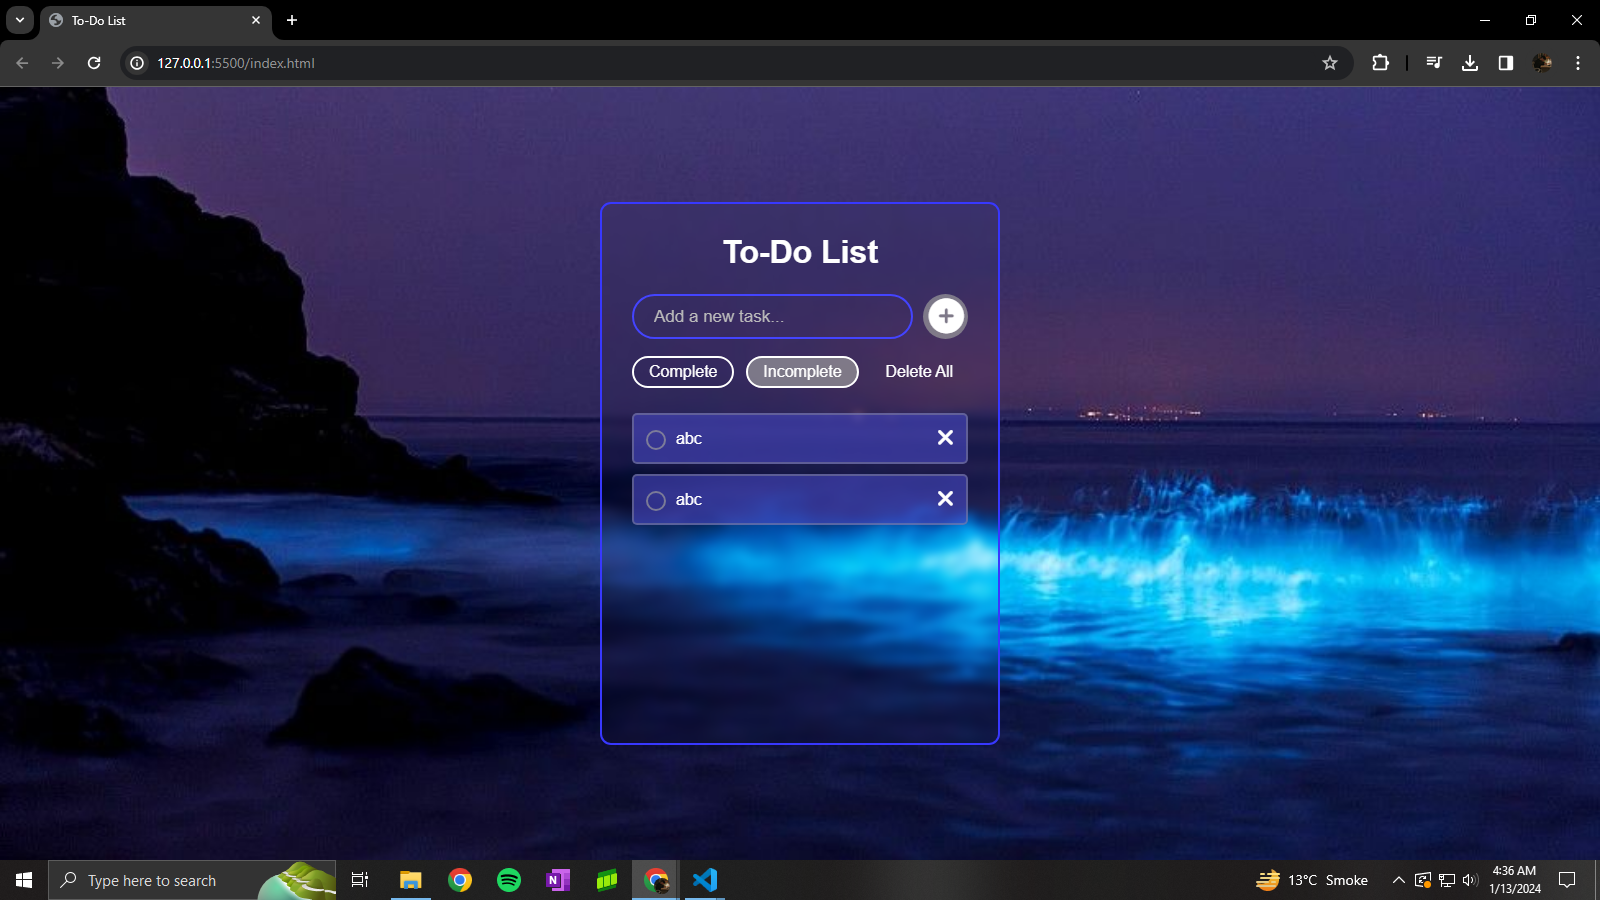 To-Do List
127.0.0.1:5500/index.html
To-Do List
Add a new task...
Complete Incomplete Delete All
abc
abc
Type here to search
13°C Smoke
4:36 AM
1/13/2024